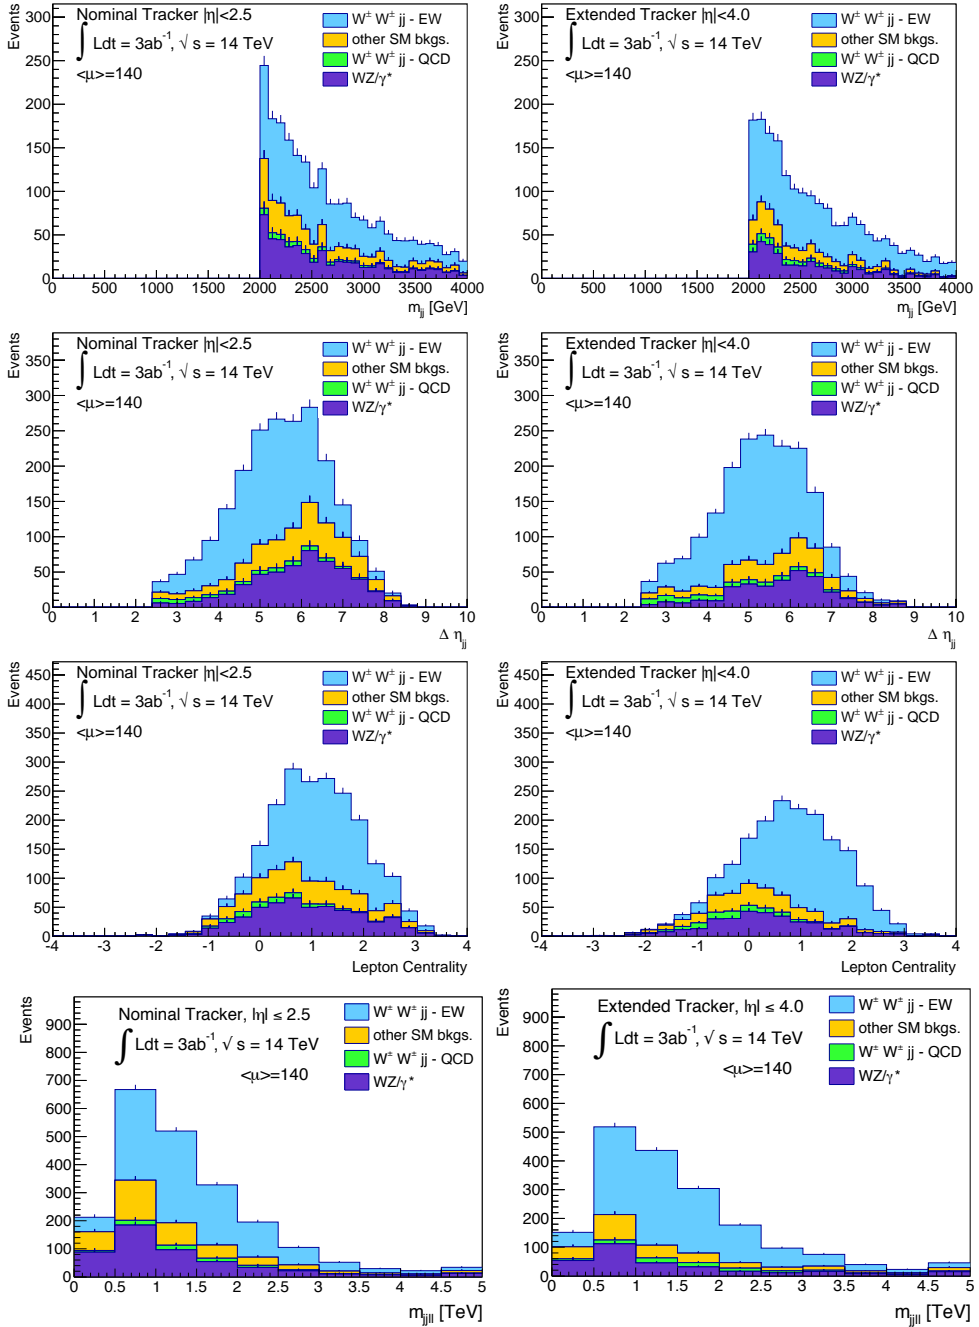 Events
Nominal Tracker |η|<2.5
∫ Ldt = 3ab⁻¹, √ s = 14 TeV
<μ>=140
W± W± jj - EW
other SM bkgs.
W± W± jj - QCD
WZ/γ*
300
250
200
150
100
50
0
0 500 1000 1500 2000 2500 3000 3500 4000
m_jj [GeV]
Events
Extended Tracker |η|<4.0
∫ Ldt = 3ab⁻¹, √ s = 14 TeV
<μ>=140
W± W± jj - EW
other SM bkgs.
W± W± jj - QCD
WZ/γ*
300
250
200
150
100
50
0
0 500 1000 1500 2000 2500 3000 3500 4000
m_jj [GeV]
Events
Nominal Tracker |η|<2.5
∫ Ldt = 3ab⁻¹, √ s = 14 TeV
<μ>=140
W± W± jj - EW
other SM bkgs.
W± W± jj - QCD
WZ/γ*
350
300
250
200
150
100
50
0
0 1 2 3 4 5 6 7 8 9 10
Δ η_jj
Events
Extended Tracker |η|<4.0
∫ Ldt = 3ab⁻¹, √ s = 14 TeV
<μ>=140
W± W± jj - EW
other SM bkgs.
W± W± jj - QCD
WZ/γ*
350
300
250
200
150
100
50
0
0 1 2 3 4 5 6 7 8 9 10
Δ η_jj
Events
Nominal Tracker |η|<2.5
∫ Ldt = 3ab⁻¹, √ s = 14 TeV
<μ>=140
W± W± jj - EW
other SM bkgs.
W± W± jj - QCD
WZ/γ*
450
400
350
300
250
200
150
100
50
0
-4 -3 -2 -1 0 1 2 3 4
Lepton Centrality
Events
Extended Tracker |η|<4.0
∫ Ldt = 3ab⁻¹, √ s = 14 TeV
<μ>=140
W± W± jj - EW
other SM bkgs.
W± W± jj - QCD
WZ/γ*
450
400
350
300
250
200
150
100
50
0
-4 -3 -2 -1 0 1 2 3 4
Lepton Centrality
Events
Nominal Tracker, |η| ≤ 2.5
∫ Ldt = 3ab⁻¹, √ s = 14 TeV
<μ>=140
W± W± jj - EW
other SM bkgs.
W± W± jj - QCD
WZ/γ*
900
800
700
600
500
400
300
200
100
0
0 0.5 1 1.5 2 2.5 3 3.5 4 4.5 5
m_jjll [TeV]
Events
Extended Tracker, |η| ≤ 4.0
∫ Ldt = 3ab⁻¹, √ s = 14 TeV
<μ>=140
W± W± jj - EW
other SM bkgs.
W± W± jj - QCD
WZ/γ*
900
800
700
600
500
400
300
200
100
0
0 0.5 1 1.5 2 2.5 3 3.5 4 4.5 5
m_jjll [TeV]